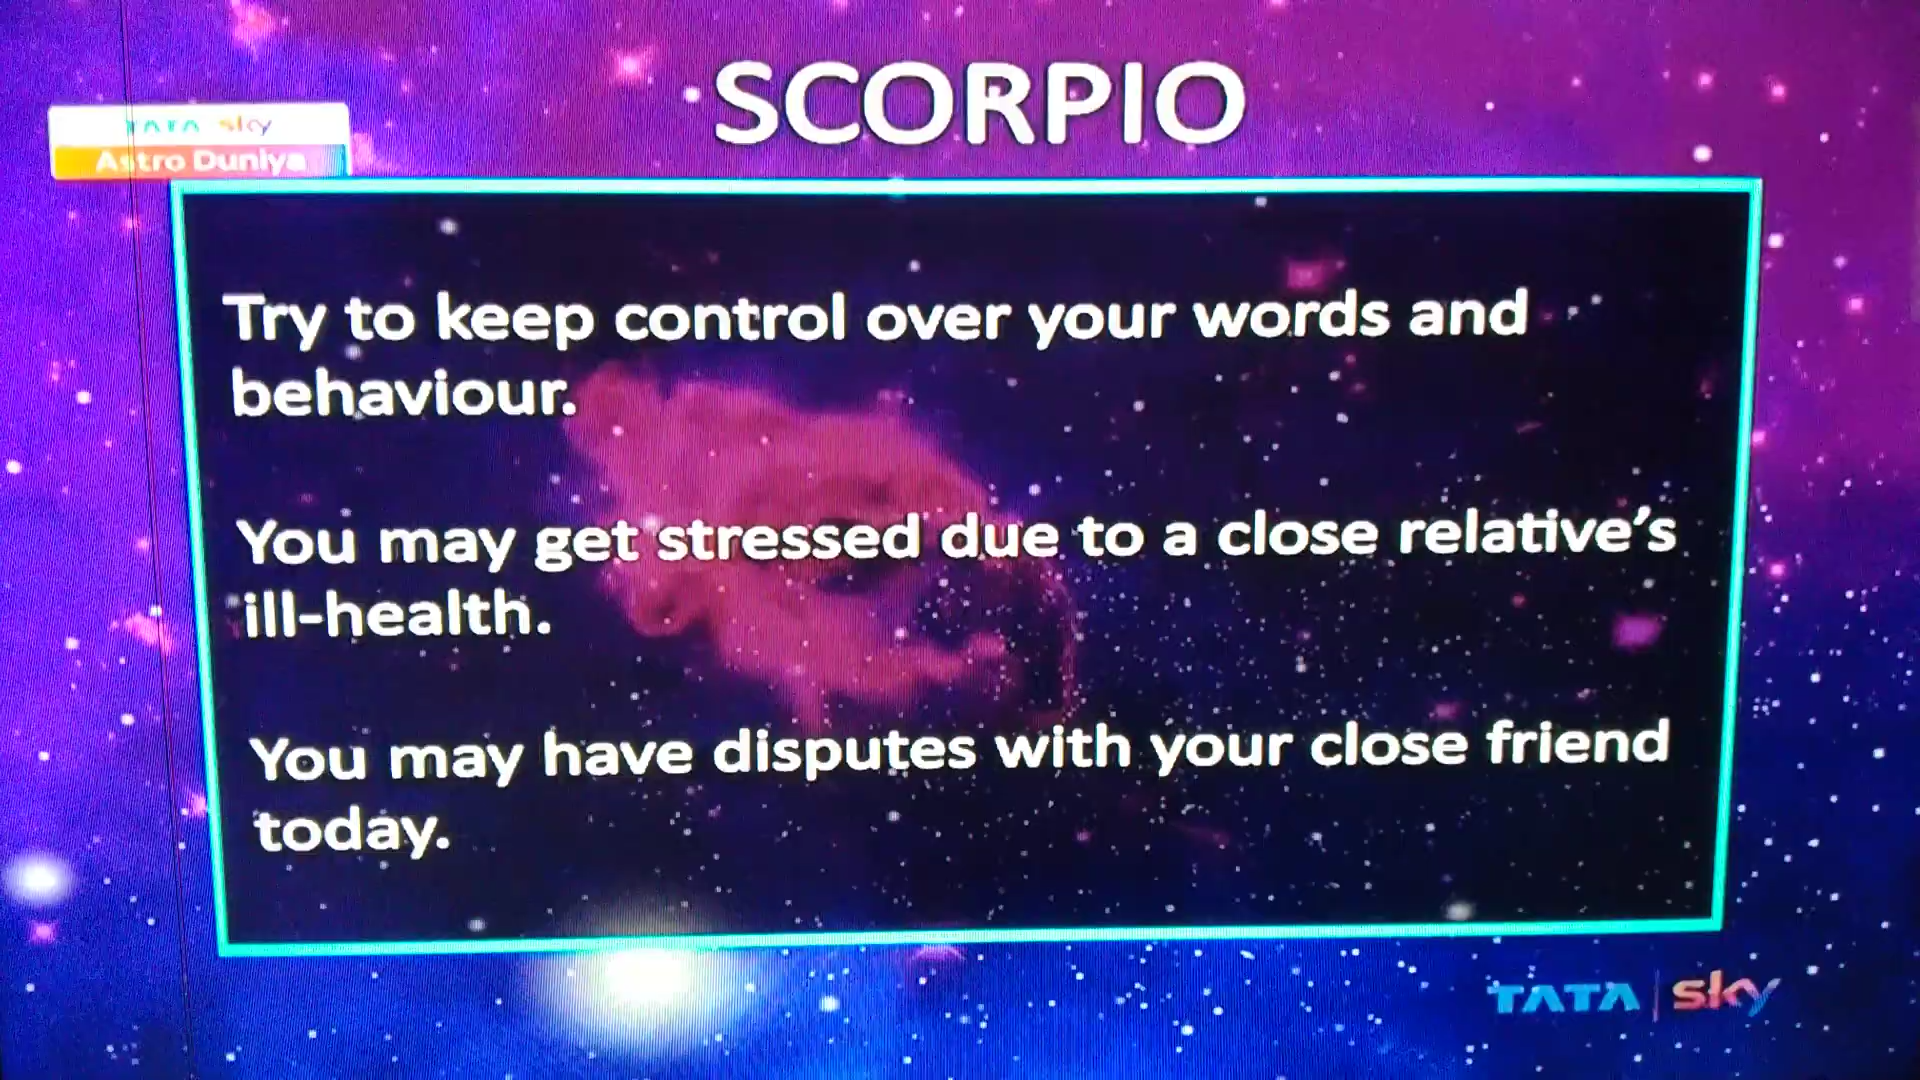 SCORPIO
TATA sky
Astro Duniya
Try to keep control over your words and
behaviour.
You may get stressed due to a close relative's
ill-health.
You may have disputes with your close friend
today.
TATA sky